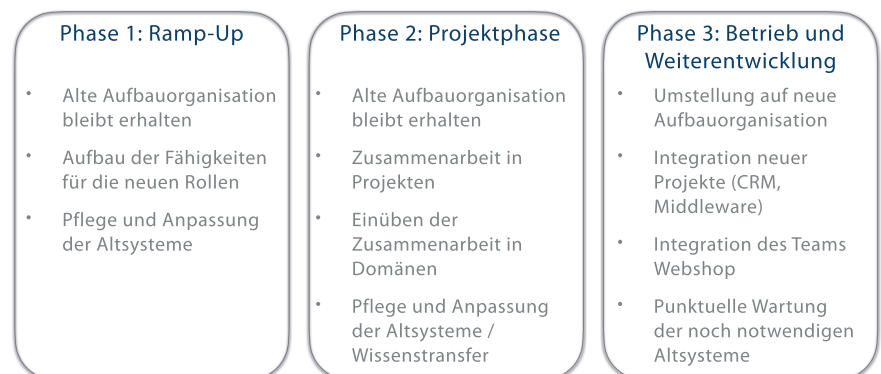 Phase 1: Ramp-Up
• Alte Aufbauorganisation
bleibt erhalten
• Aufbau der Fähigkeiten
für die neuen Rollen
• Pflege und Anpassung
der Altsysteme
Phase 2: Projektphase
• Alte Aufbauorganisation
bleibt erhalten
• Zusammenarbeit in
Projekten
• Einüben der
Zusammenarbeit in
Domänen
• Pflege und Anpassung
der Altsysteme /
Wissenstransfer
Phase 3: Betrieb und
Weiterentwicklung
• Umstellung auf neue
Aufbauorganisation
• Integration neuer
Projekte (CRM,
Middleware)
• Integration des Teams
Webshop
• Punktuelle Wartung
der noch notwendigen
Altsysteme